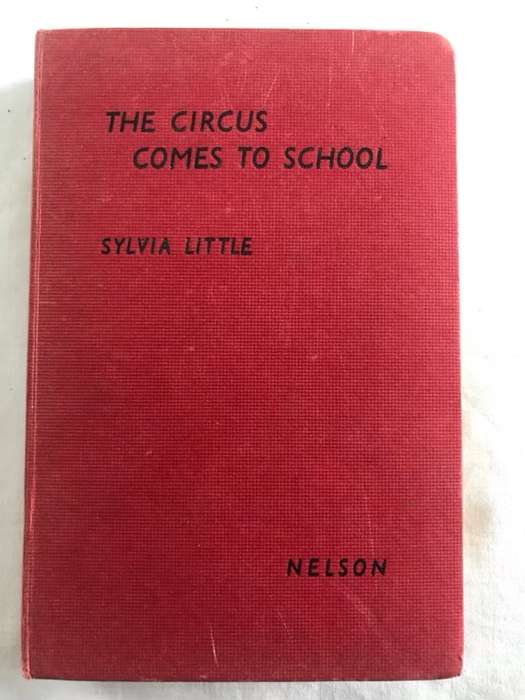 THE CIRCUS
COMES TO SCHOOL
SYLVIA LITTLE
NELSON